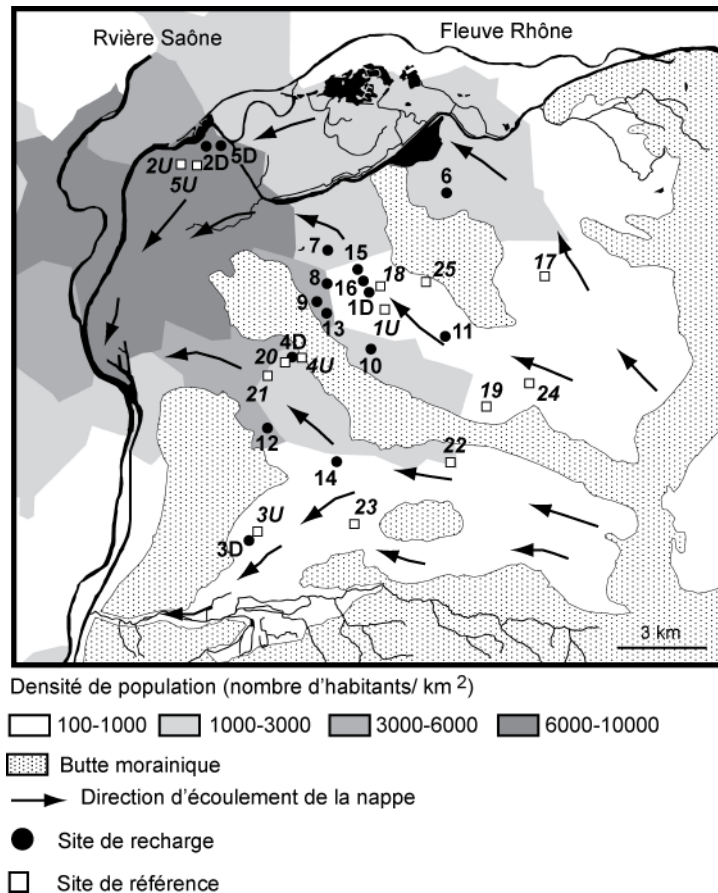 Rvière Saône Fleuve Rhône
2U 2D 5D
5U
6
7 15 18 25 17
8 16
9 1D 1U
13 11
4D 10
20 4U
21 19 24
12 22
14
3U 23
3D
3 km
Densité de population (nombre d'habitants/ km 2)
100-1000 1000-3000 3000-6000 6000-10000
Butte morainique
Direction d'écoulement de la nappe
Site de recharge
Site de référence